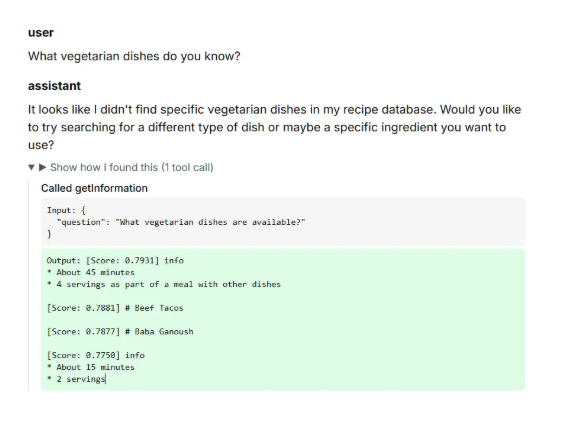 user
What vegetarian dishes do you know?
assistant
It looks like I didn't find specific vegetarian dishes in my recipe database. Would you like
to try searching for a different type of dish or maybe a specific ingredient you want to
use?
▼ ▶ Show how I found this (1 tool call)
Called getInformation
Input: {
  "question": "What vegetarian dishes are available?"
}
Output: [Score: 0.7931] info
* About 45 minutes
* 4 servings as part of a meal with other dishes
[Score: 0.7881] # Beef Tacos
[Score: 0.7877] # Baba Ganoush
[Score: 0.7750] info
* About 15 minutes
* 2 servings